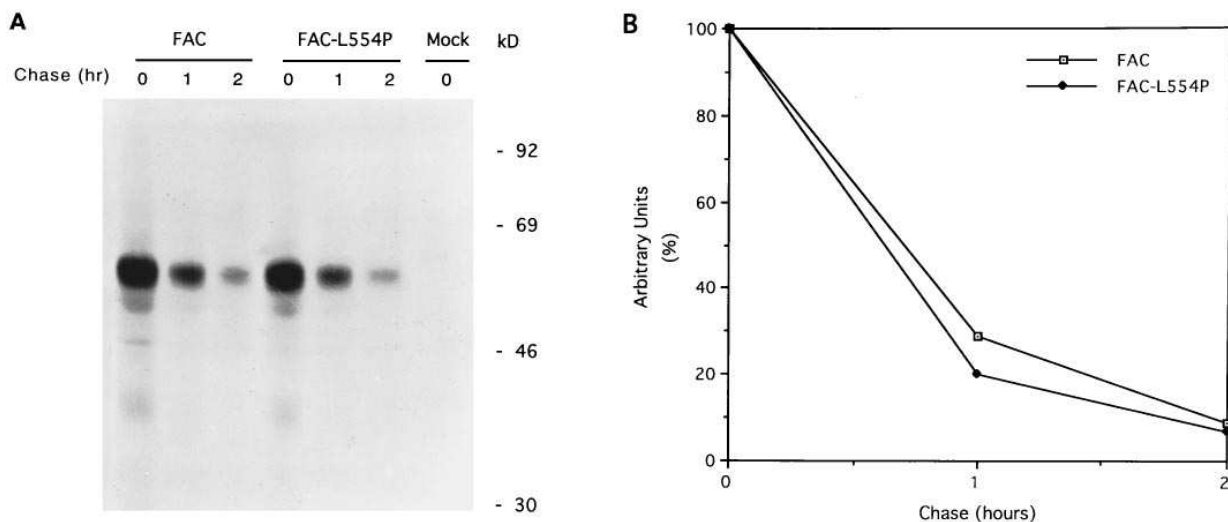 A
FAC FAC-L554P Mock kD
Chase (hr) 0 1 2 0 1 2 0
- 92
- 69
- 46
- 30
B
100
80
60
40
20
0
Arbitrary Units
(%)
FAC
FAC-L554P
0 1 2
Chase (hours)